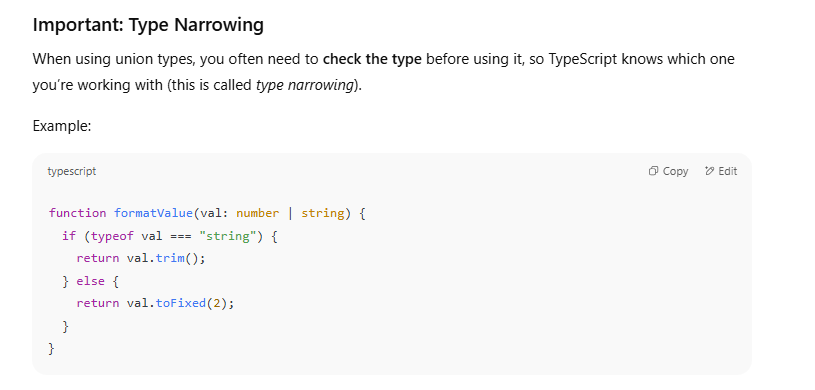 Important: Type Narrowing
When using union types, you often need to check the type before using it, so TypeScript knows which one
you’re working with (this is called type narrowing).
Example:
typescript
Copy
Edit
function formatValue(val: number | string) {
  if (typeof val === "string") {
    return val.trim();
  } else {
    return val.toFixed(2);
  }
}